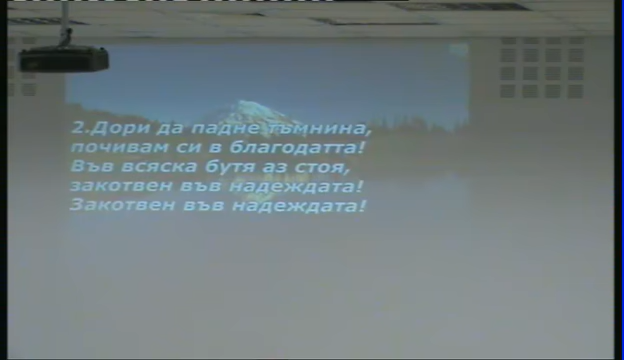 2.Дори да падне тъмнина,
почивам си в благодатта!
Във всяска бутя аз стоя,
закотвен във надеждата!
Закотвен във надеждата!